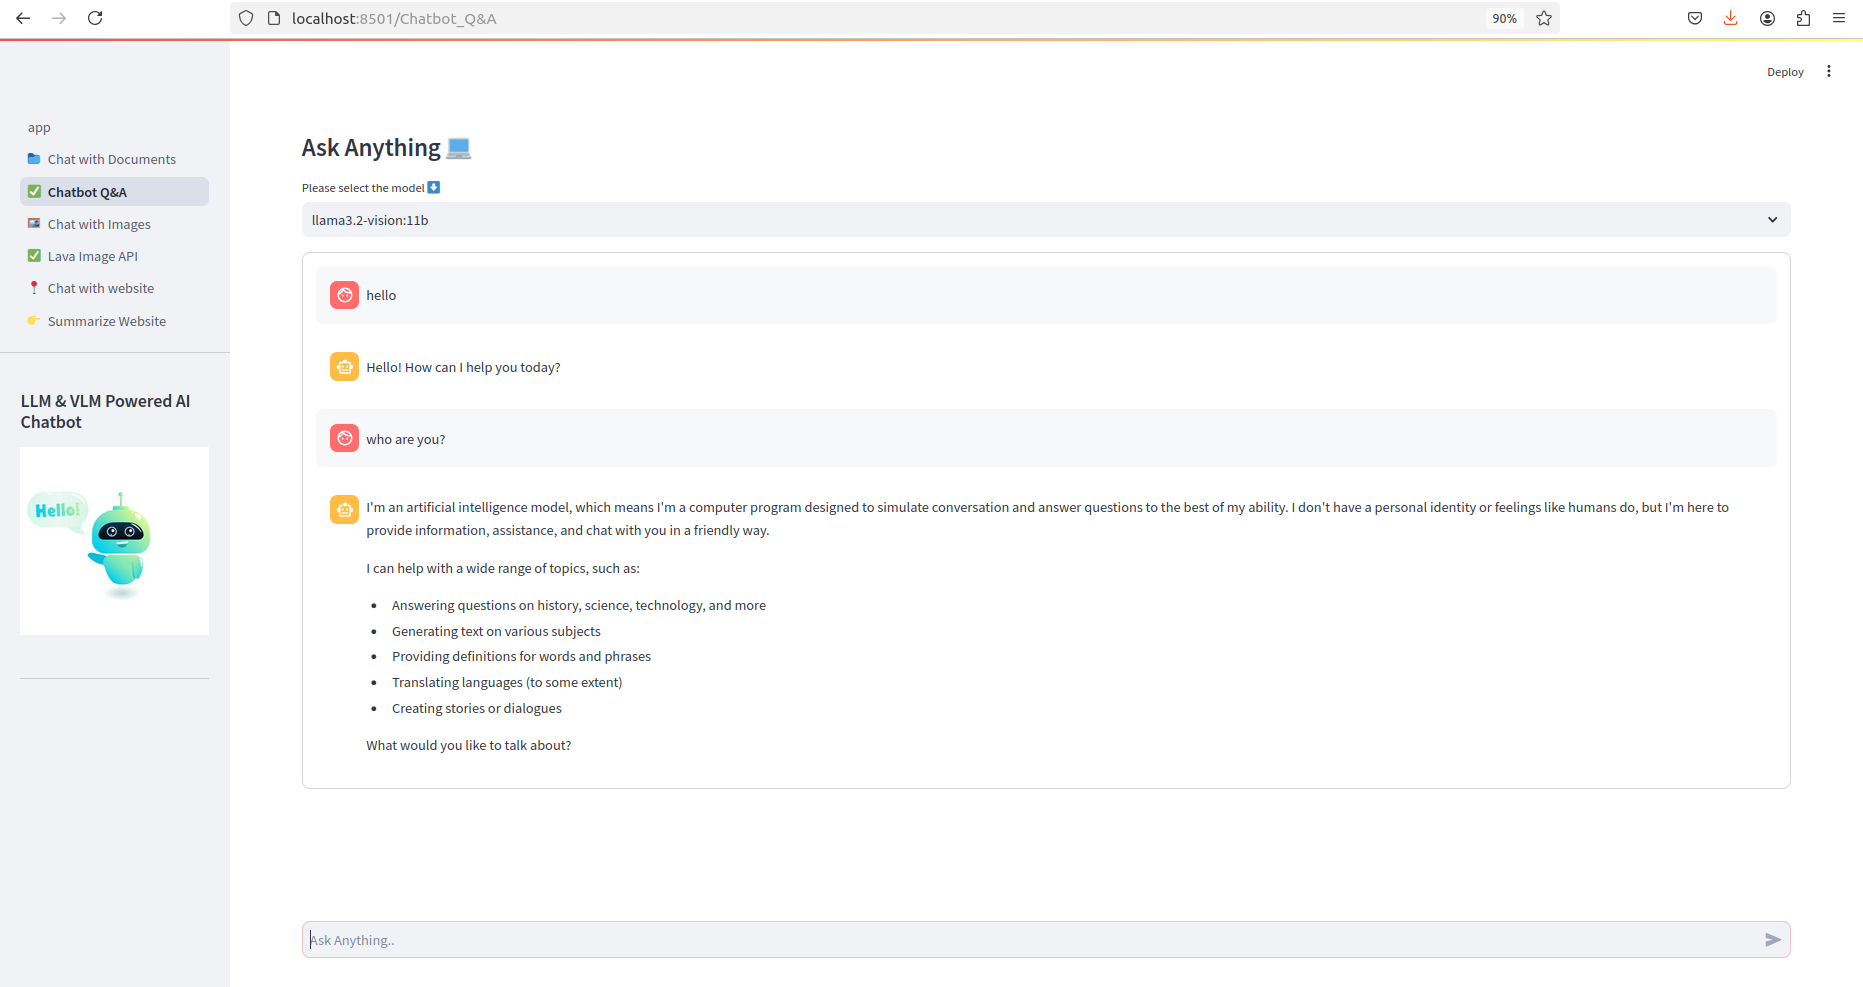 localhost:8501/Chatbot_Q&A
90%
Deploy
app
Chat with Documents
Chatbot Q&A
Chat with Images
Lava Image API
Chat with website
Summarize Website
LLM & VLM Powered AI
Chatbot
Hello!
Ask Anything
Please select the model
llama3.2-vision:11b
hello
Hello! How can I help you today?
who are you?
I'm an artificial intelligence model, which means I'm a computer program designed to simulate conversation and answer questions to the best of my ability. I don't have a personal identity or feelings like humans do, but I'm here to
provide information, assistance, and chat with you in a friendly way.
I can help with a wide range of topics, such as:
• Answering questions on history, science, technology, and more
• Generating text on various subjects
• Providing definitions for words and phrases
• Translating languages (to some extent)
• Creating stories or dialogues
What would you like to talk about?
Ask Anything..